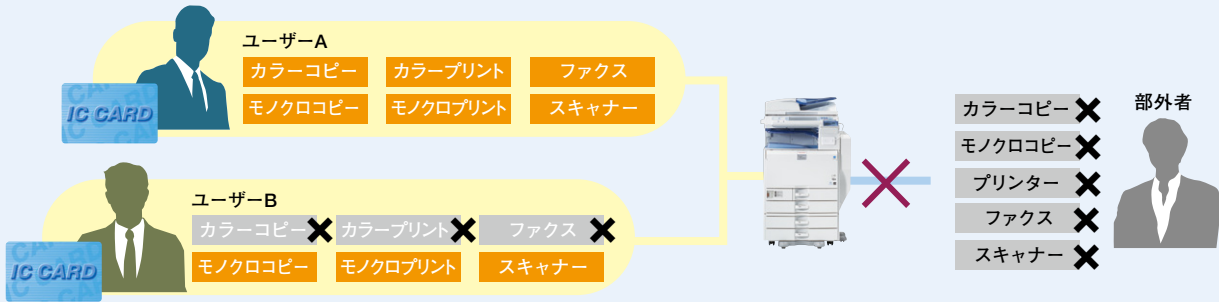 ユーザーA
カラーコピー カラープリント ファクス
モノクロコピー モノクロプリント スキャナー
IC CARD
ユーザーB
カラーコピー カラープリント ファクス
モノクロコピー モノクロプリント スキャナー
IC CARD
部外者
カラーコピー
モノクロコピー
プリンター
ファクス
スキャナー